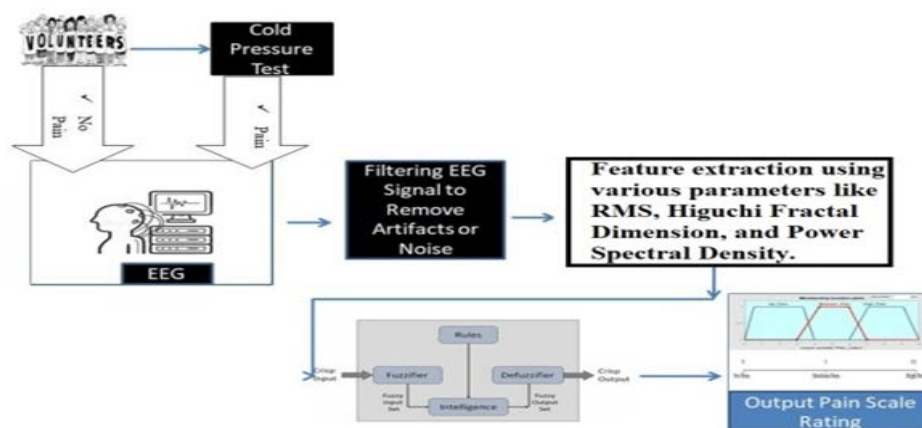 VOLUNTEERS
Cold
Pressure
Test
✓ No
Pain
✓ Pain
EEG
Filtering EEG
Signal to
Remove
Artifacts or
Noise
Feature extraction using
various parameters like
RMS, Higuchi Fractal
Dimension, and Power
Spectral Density.
Rules
Crisp
Input
Fuzzifier
Defuzzifier
Crisp
Output
Fuzzy
Input
Set
Intelligence
Fuzzy
Output
Set
Output Pain Scale
Rating